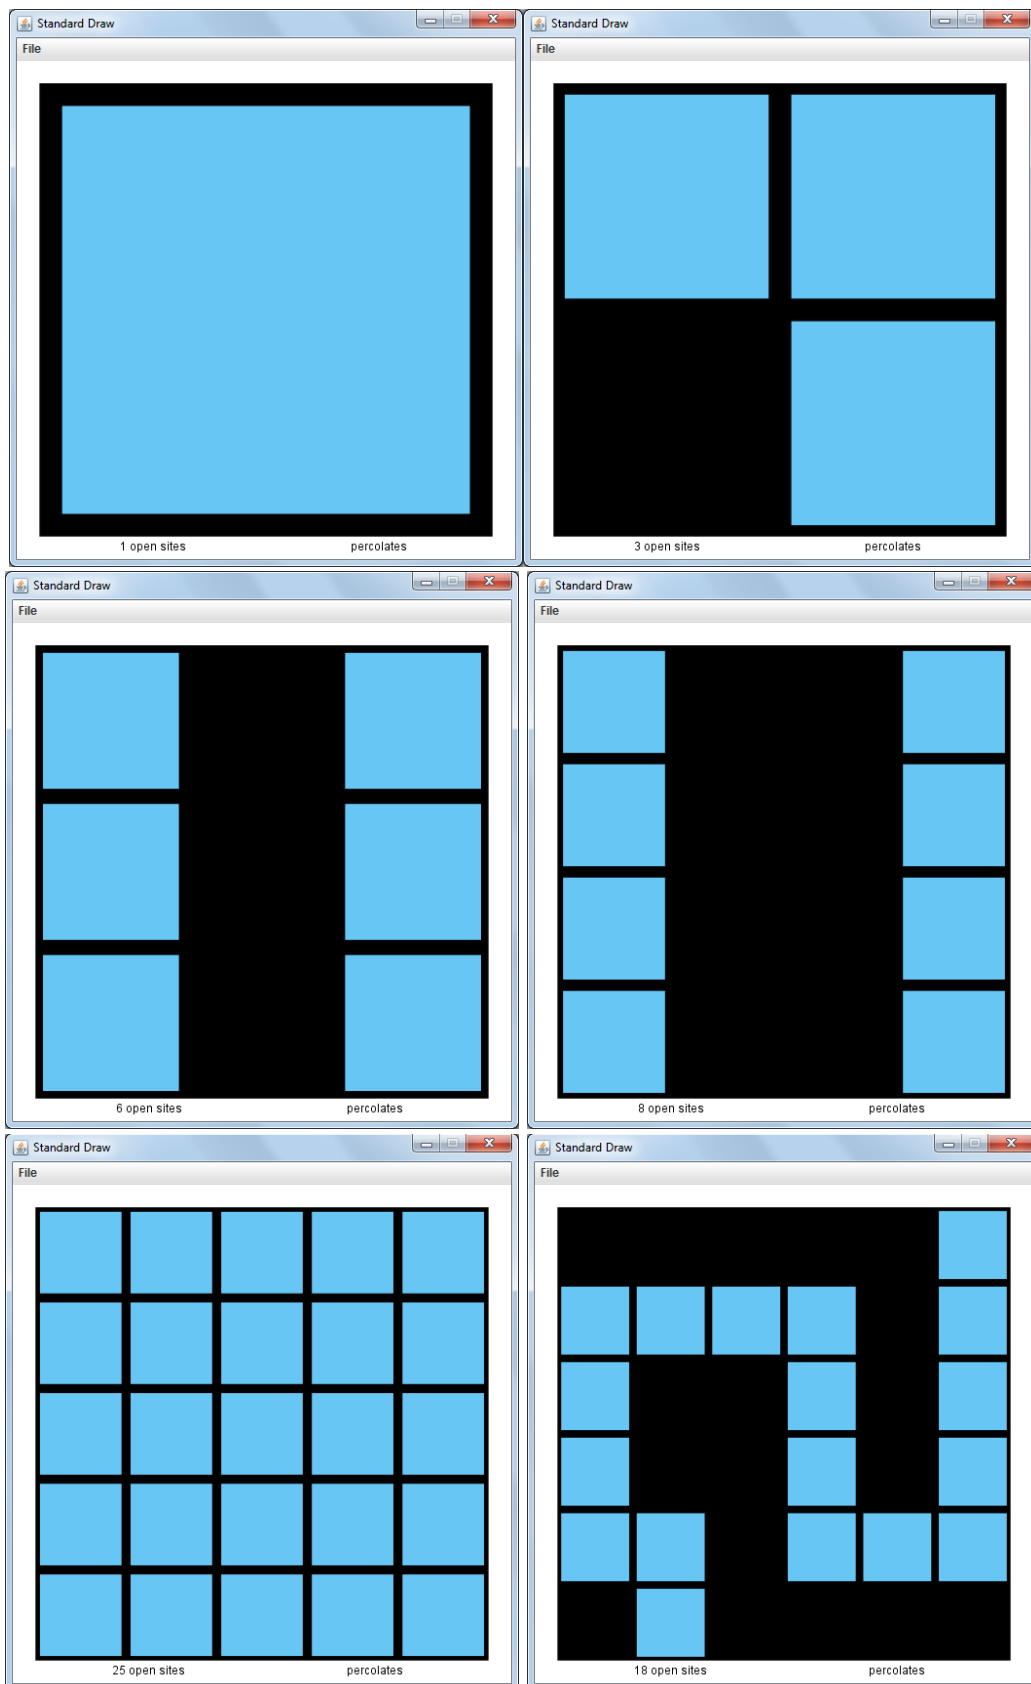 Standard Draw
File
1 open sites percolates
Standard Draw
File
3 open sites percolates
Standard Draw
File
6 open sites percolates
Standard Draw
File
8 open sites percolates
Standard Draw
File
25 open sites percolates
Standard Draw
File
18 open sites percolates